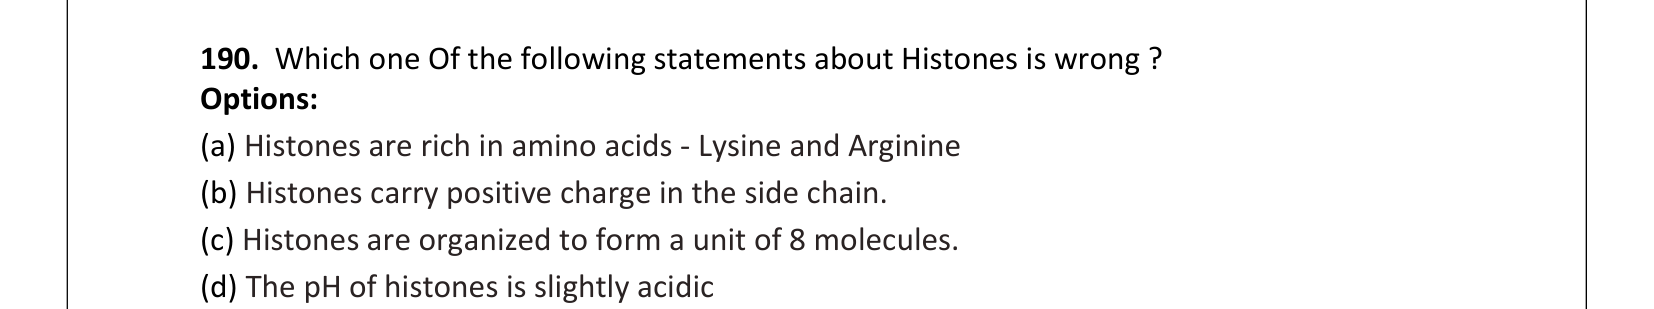 190. Which one Of the following statements about Histones is wrong ?
Options:
(a) Histones are rich in amino acids - Lysine and Arginine
(b) Histones carry positive charge in the side chain.
(c) Histones are organized to form a unit of 8 molecules.
(d) The pH of histones is slightly acidic